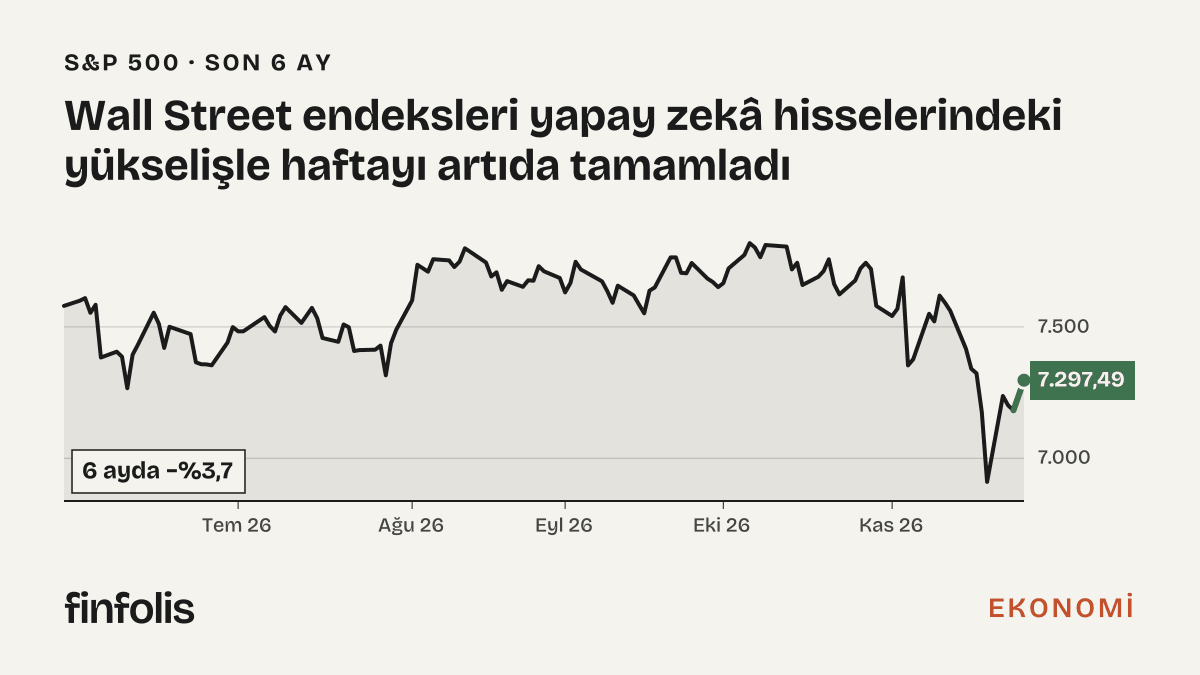 S&P 500 · SON 6 AY
Wall Street endeksleri yapay zekâ hisselerindeki
yükselişle haftayı artıda tamamladı
7.500
7.297,49
7.000
6 ayda -%3,7
Tem 26
Ağu 26
Eyl 26
Eki 26
Kas 26
finfolis
EKONOMİ